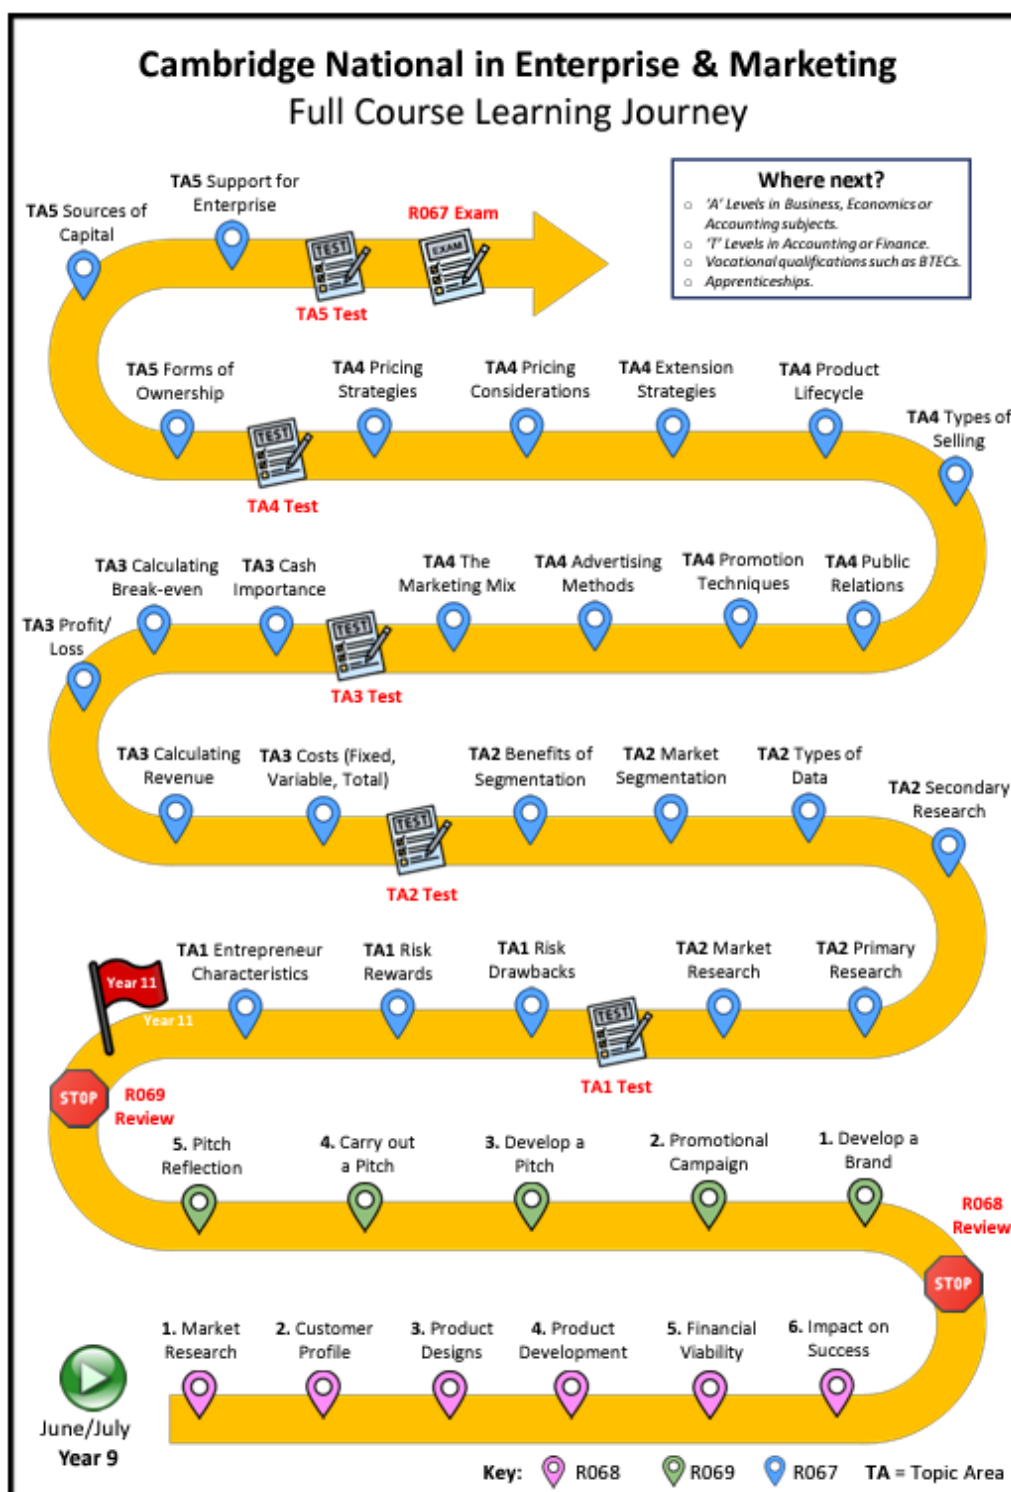 Cambridge National in Enterprise & Marketing
Full Course Learning Journey
Where next?
o 'A' Levels in Business, Economics or
Accounting subjects.
o 'T' Levels in Accounting or Finance.
o Vocational qualifications such as BTECs.
o Apprenticeships.
TA5 Sources of
Capital
TA5 Support for
Enterprise
TEST
TA5 Test
R067 Exam
EXAM
TA5 Forms of
Ownership
TEST
TA4 Test
TA4 Pricing
Strategies
TA4 Pricing
Considerations
TA4 Extension
Strategies
TA4 Product
Lifecycle
TA4 Types of
Selling
TA3 Profit/
Loss
TA3 Calculating
Break-even
TA3 Cash
Importance
TEST
TA3 Test
TA4 The
Marketing Mix
TA4 Advertising
Methods
TA4 Promotion
Techniques
TA4 Public
Relations
TA3 Calculating
Revenue
TA3 Costs (Fixed,
Variable, Total)
TEST
TA2 Test
TA2 Benefits of
Segmentation
TA2 Market
Segmentation
TA2 Types of
Data
TA2 Secondary
Research
Year 11
Year 11
TA1 Entrepreneur
Characteristics
TA1 Risk
Rewards
TA1 Risk
Drawbacks
TEST
TA1 Test
TA2 Market
Research
TA2 Primary
Research
STOP
R069
Review
5. Pitch
Reflection
4. Carry out
a Pitch
3. Develop a
Pitch
2. Promotional
Campaign
1. Develop a
Brand
R068
Review
STOP
1. Market
Research
2. Customer
Profile
3. Product
Designs
4. Product
Development
5. Financial
Viability
6. Impact on
Success
June/July
Year 9
Key: R068 R069 R067 TA = Topic Area